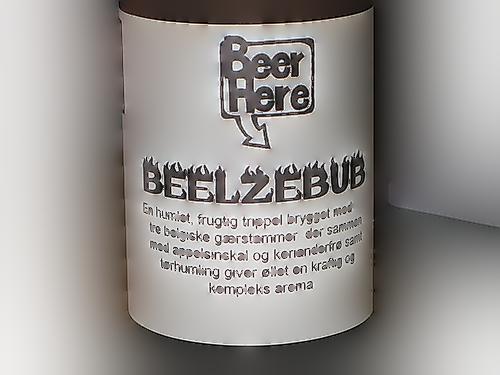 Beer
Here
BEELZEBUB
En humlet, frugtig trippel brygget med
tre belgiske gærstammer der sammen
med appelsinskal og korianderfrø samt
tørhumling giver øllet en kraftig og
kompleks aroma